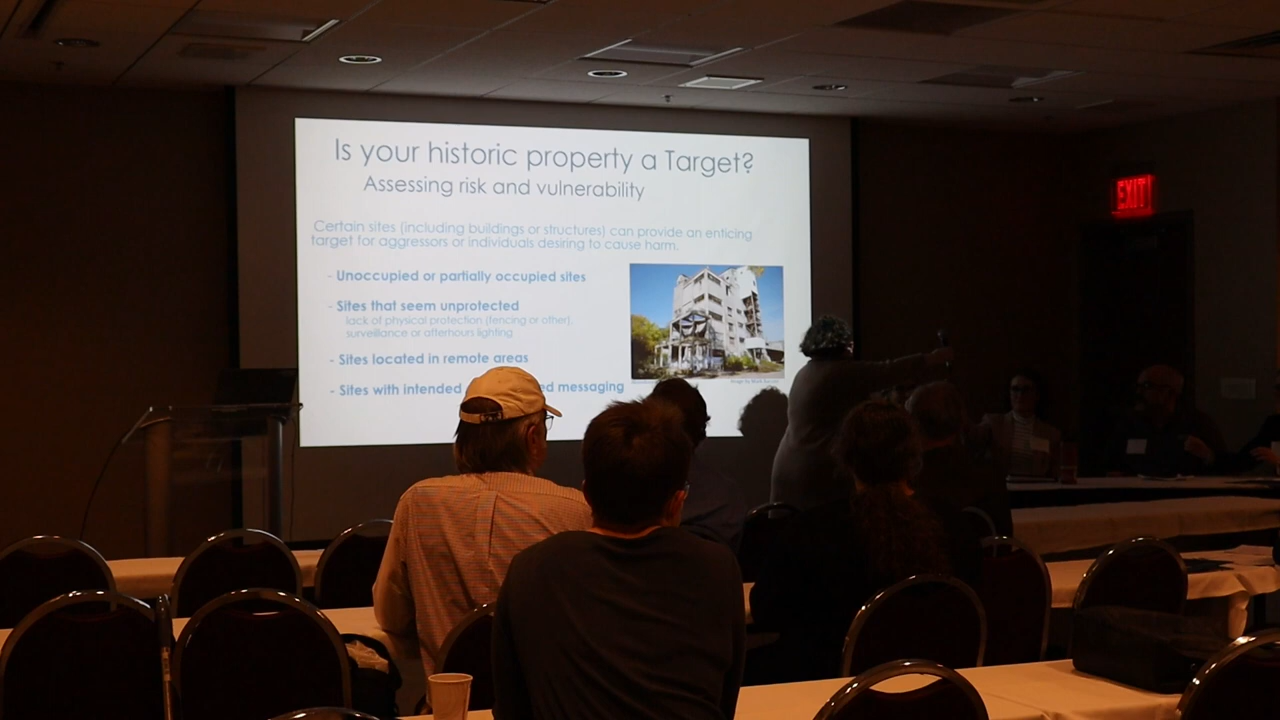 Is your historic property a Target?
Assessing risk and vulnerability
Certain sites (including buildings or structures) can provide an enticing
target for aggressors or individuals desiring to cause harm.
- Unoccupied or partially occupied sites
- Sites that seem unprotected
lack of physical protection (fencing or other),
surveillance or afterhours lighting
- Sites located in remote areas
- Sites with intended ed messaging
EXIT